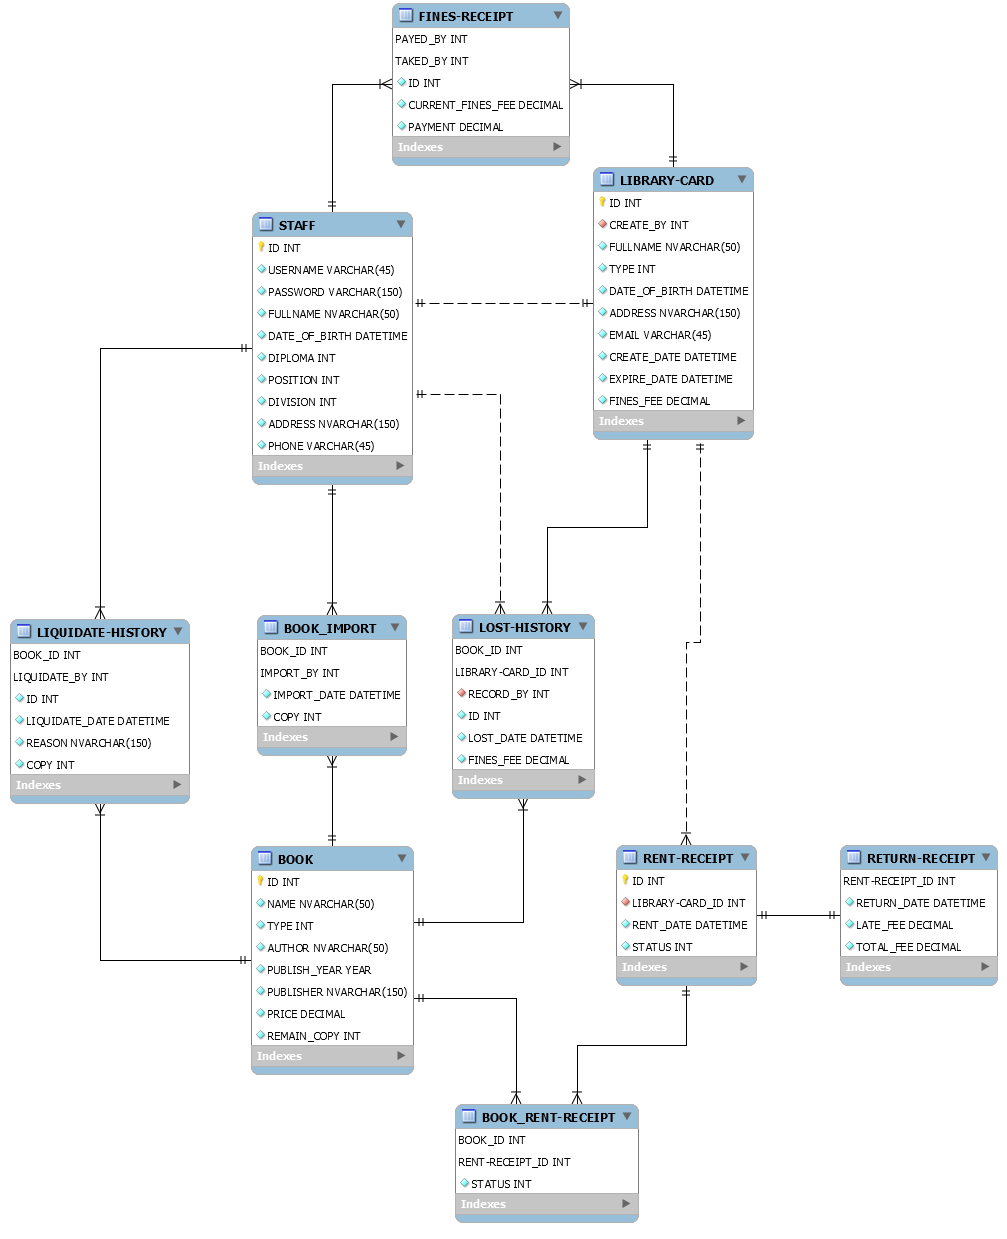 FINES-RECEIPT
PAYED_BY INT
TAKED_BY INT
ID INT
CURRENT_FINES_FEE DECIMAL
PAYMENT DECIMAL
Indexes
LIBRARY-CARD
ID INT
CREATE_BY INT
FULLNAME NVARCHAR(50)
TYPE INT
DATE_OF_BIRTH DATETIME
ADDRESS NVARCHAR(150)
EMAIL VARCHAR(45)
CREATE_DATE DATETIME
EXPIRE_DATE DATETIME
FINES_FEE DECIMAL
Indexes
STAFF
ID INT
USERNAME VARCHAR(45)
PASSWORD VARCHAR(150)
FULLNAME NVARCHAR(50)
DATE_OF_BIRTH DATETIME
DIPLOMA INT
POSITION INT
DIVISION INT
ADDRESS NVARCHAR(150)
PHONE VARCHAR(45)
Indexes
LIQUIDATE-HISTORY
BOOK_ID INT
LIQUIDATE_BY INT
ID INT
LIQUIDATE_DATE DATETIME
REASON NVARCHAR(150)
COPY INT
Indexes
BOOK_IMPORT
BOOK_ID INT
IMPORT_BY INT
IMPORT_DATE DATETIME
COPY INT
Indexes
LOST-HISTORY
BOOK_ID INT
LIBRARY-CARD_ID INT
RECORD_BY INT
ID INT
LOST_DATE DATETIME
FINES_FEE DECIMAL
Indexes
BOOK
ID INT
NAME NVARCHAR(50)
TYPE INT
AUTHOR NVARCHAR(50)
PUBLISH_YEAR YEAR
PUBLISHER NVARCHAR(150)
PRICE DECIMAL
REMAIN_COPY INT
Indexes
RENT-RECEIPT
ID INT
LIBRARY-CARD_ID INT
RENT_DATE DATETIME
STATUS INT
Indexes
RETURN-RECEIPT
RENT-RECEIPT_ID INT
RETURN_DATE DATETIME
LATE_FEE DECIMAL
TOTAL_FEE DECIMAL
Indexes
BOOK_RENT-RECEIPT
BOOK_ID INT
RENT-RECEIPT_ID INT
STATUS INT
Indexes